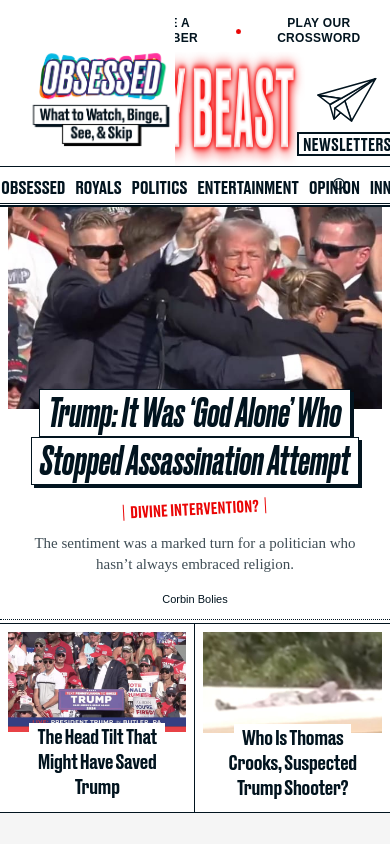 E A
BER
PLAY OUR
CROSSWORD
OBSESSED
What to Watch, Binge,
See, & Skip
Y BEAST
NEWSLETTERS
OBSESSED ROYALS POLITICS ENTERTAINMENT OPINION INN
Trump: It Was ‘God Alone’ Who
Stopped Assassination Attempt
DIVINE INTERVENTION?
The sentiment was a marked turn for a politician who
hasn’t always embraced religion.
Corbin Bolies
TRUMP
The Head Tilt That
Might Have Saved
Trump
Who Is Thomas
Crooks, Suspected
Trump Shooter?